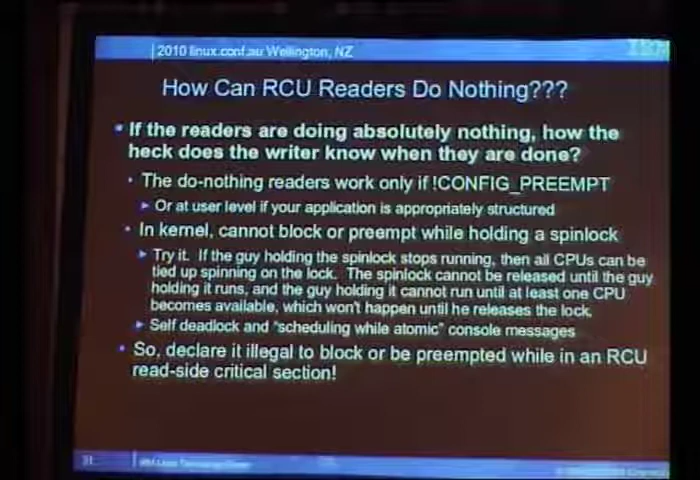 2010 linux.conf.au Wellington, NZ
IBM
How Can RCU Readers Do Nothing???
If the readers are doing absolutely nothing, how the
heck does the writer know when they are done?
The do-nothing readers work only if !CONFIG_PREEMPT
Or at user level if your application is appropriately structured
In kernel, cannot block or preempt while holding a spinlock
Try it. If the guy holding the spinlock stops running, then all CPUs can be
tied up spinning on the lock. The spinlock cannot be released until the guy
holding it runs, and the guy holding it cannot run until at least one CPU
becomes available, which won't happen until he releases the lock.
Self deadlock and "scheduling while atomic" console messages
So, declare it illegal to block or be preempted while in an RCU
read-side critical section!